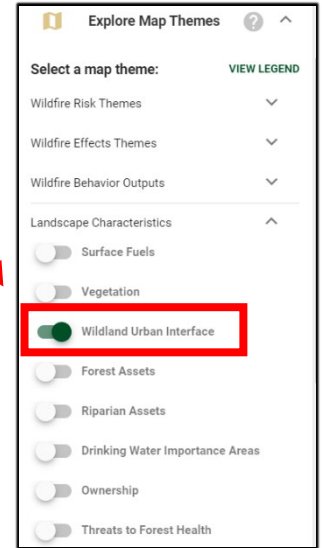 Explore Map Themes ?
Select a map theme: VIEW LEGEND
Wildfire Risk Themes
Wildfire Effects Themes
Wildfire Behavior Outputs
Landscape Characteristics
Surface Fuels
Vegetation
Wildland Urban Interface
Forest Assets
Riparian Assets
Drinking Water Importance Areas
Ownership
Threats to Forest Health